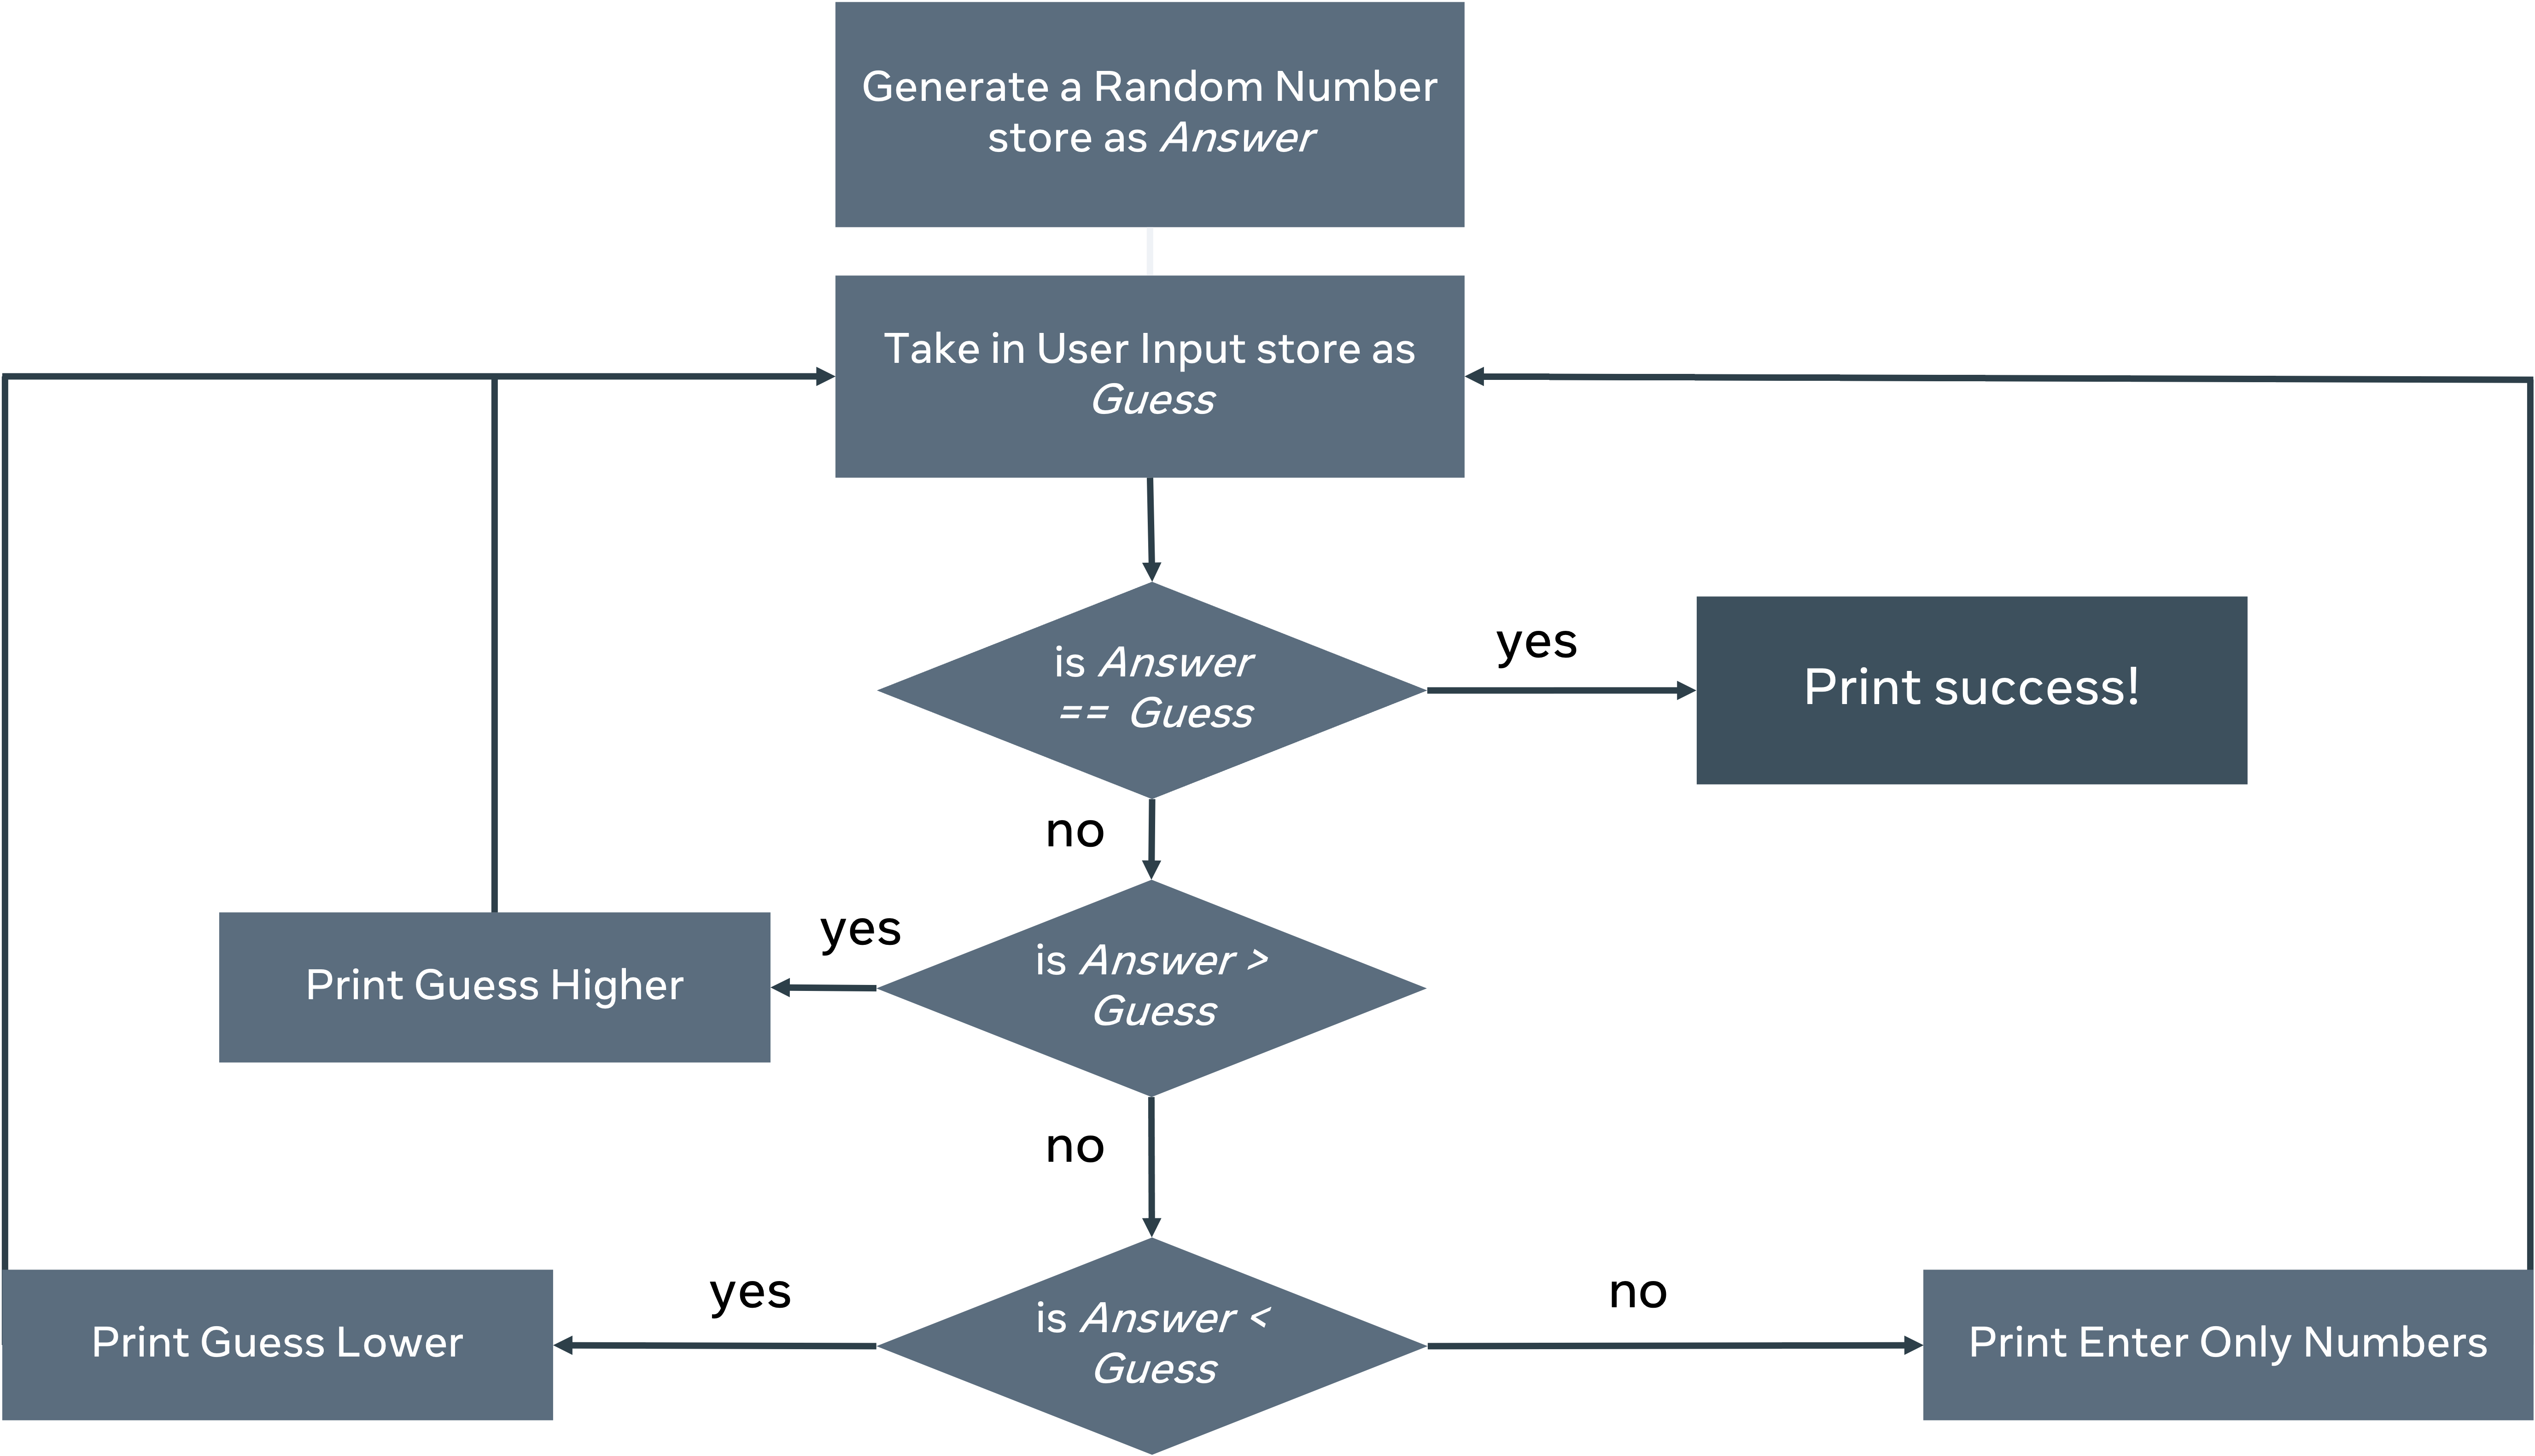 Generate a Random Number
store as Answer
Take in User Input store as
Guess
is Answer
== Guess
yes
Print success!
no
is Answer >
Guess
yes
Print Guess Higher
no
is Answer <
Guess
yes
Print Guess Lower
no
Print Enter Only Numbers